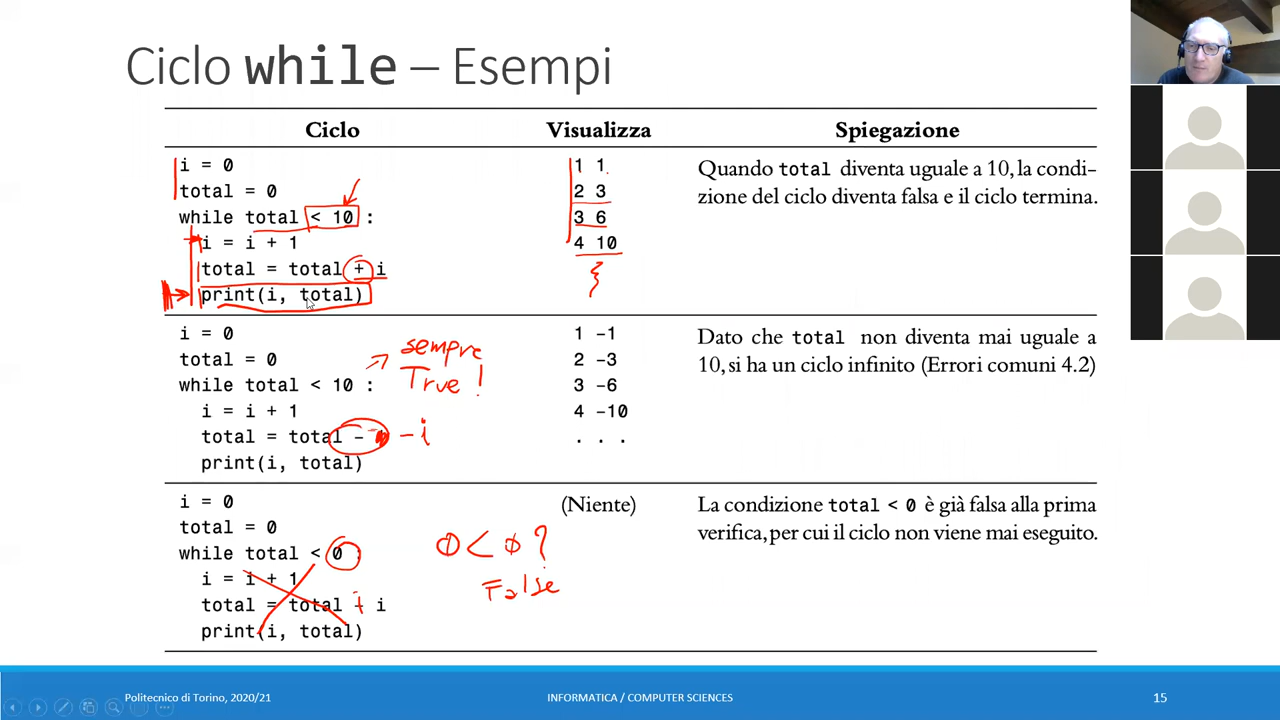 Ciclo while – Esempi
Ciclo Visualizza Spiegazione
i = 0
total = 0
while total < 10 :
i = i + 1
total = total + i
print(i, total)
1 1
2 3
3 6
4 10
Quando total diventa uguale a 10, la condi-
zione del ciclo diventa falsa e il ciclo termina.
i = 0
total = 0
while total < 10 :
i = i + 1
total = total –
print(i, total)
sempre
True !
- i
1 –1
2 –3
3 –6
4 –10
. . .
Dato che total non diventa mai uguale a
10, si ha un ciclo infinito (Errori comuni 4.2)
i = 0
total = 0
while total < 0 :
i = i + 1
total = total - i
print(i, total)
0 < 0 ?
False
(Niente)
La condizione total < 0 è già falsa alla prima
verifica, per cui il ciclo non viene mai eseguito.
Politecnico di Torino, 2020/21 INFORMATICA / COMPUTER SCIENCES 15